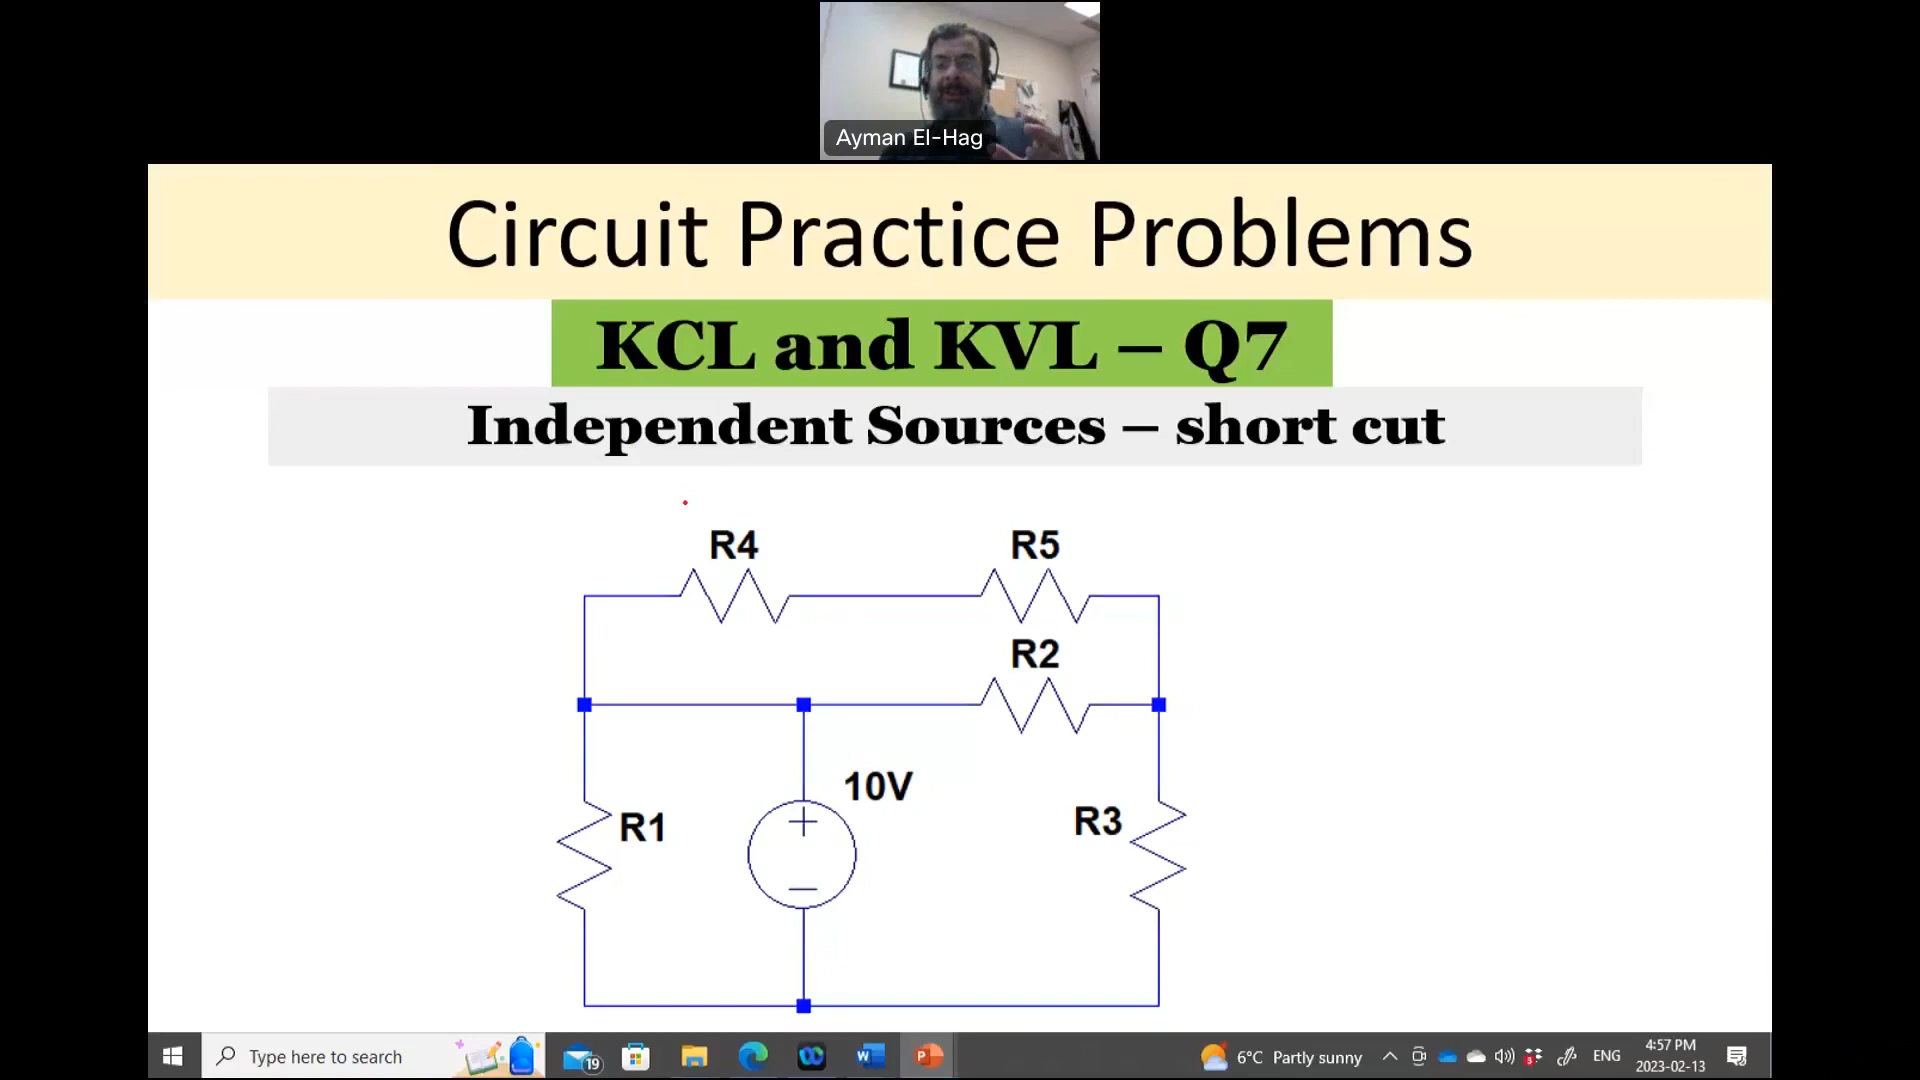 Ayman El-Hag
Circuit Practice Problems
KCL and KVL – Q7
Independent Sources – short cut
R4
R5
R2
10V
R1
R3
+
−
Type here to search
19
6°C Partly sunny
3
ENG
4:57 PM
2023-02-13